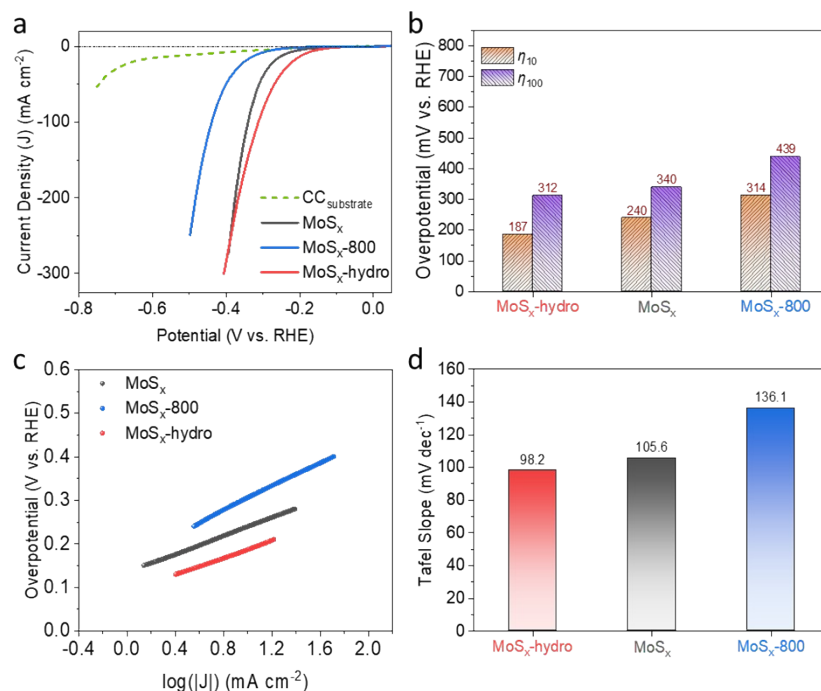 a
0
-100
-200
-300
Current Density (J) (mA cm⁻²)
CC_substrate
MoSₓ
MoSₓ-800
MoSₓ-hydro
-0.8 -0.6 -0.4 -0.2 0.0
Potential (V vs. RHE)
b
800
700
600
500
400
300
200
100
0
Overpotential (mV vs. RHE)
η₁₀
η₁₀₀
187 312 240 340 314 439
MoSₓ-hydro MoSₓ MoSₓ-800
c
0.6
0.5
0.4
0.3
0.2
0.1
0.0
Overpotential (V vs. RHE)
MoSₓ
MoSₓ-800
MoSₓ-hydro
-0.4 0.0 0.4 0.8 1.2 1.6 2.0
log(|J|) (mA cm⁻²)
d
160
140
120
100
80
60
40
20
0
Tafel Slope (mV dec⁻¹)
98.2 105.6 136.1
MoSₓ-hydro MoSₓ MoSₓ-800